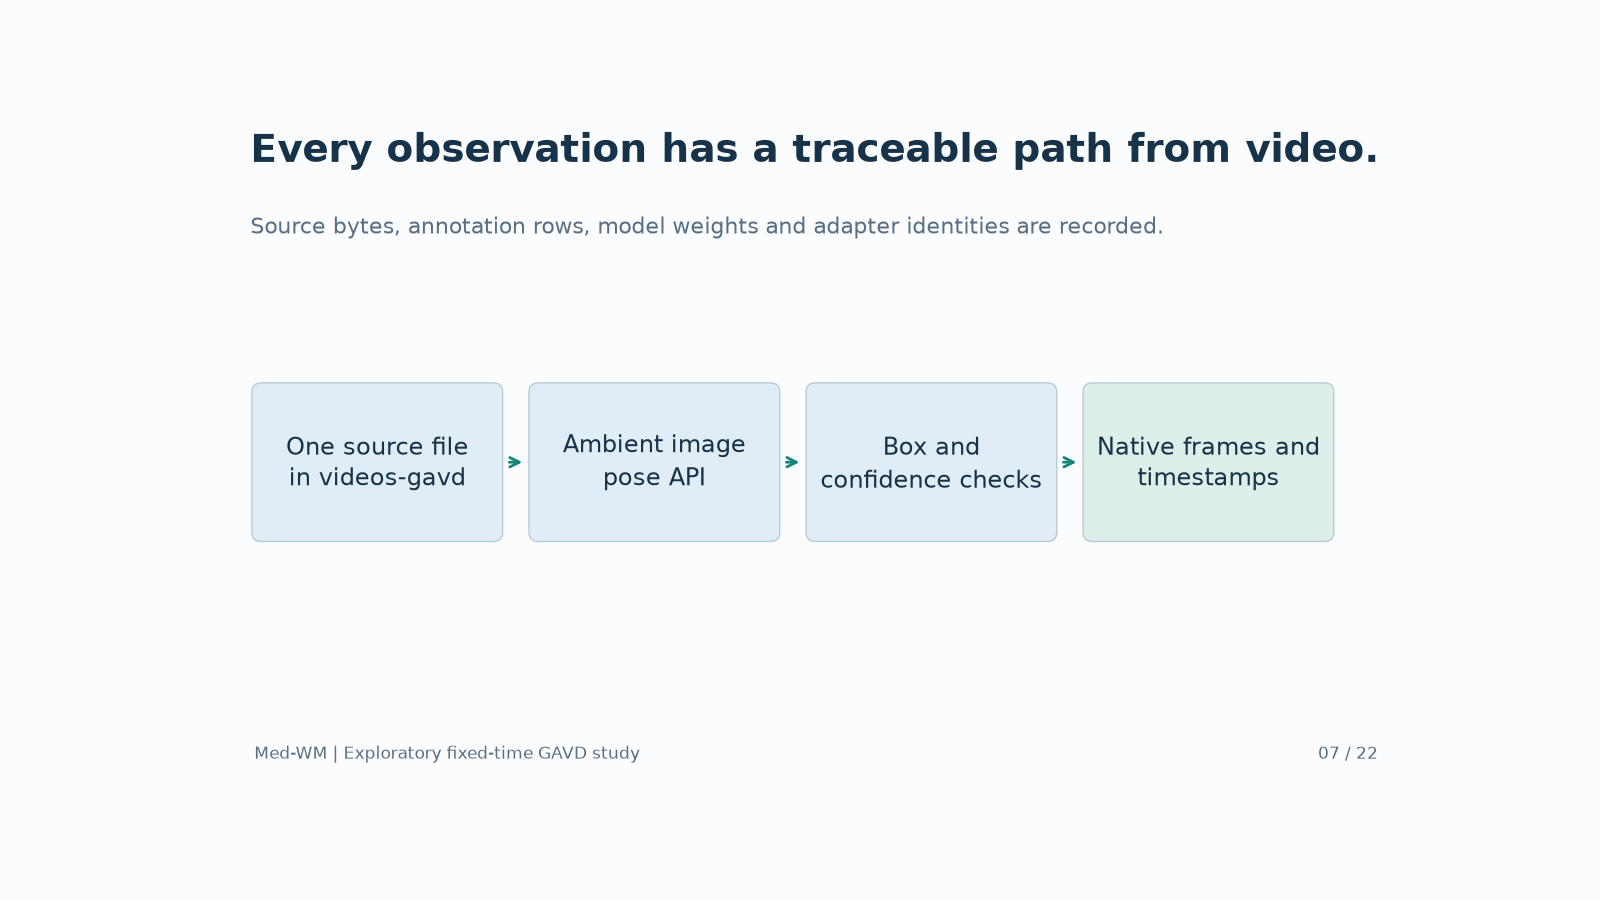 Every observation has a traceable path from video.
Source bytes, annotation rows, model weights and adapter identities are recorded.
One source file
in videos-gavd
Ambient image
pose API
Box and
confidence checks
Native frames and
timestamps
Med-WM | Exploratory fixed-time GAVD study
07 / 22